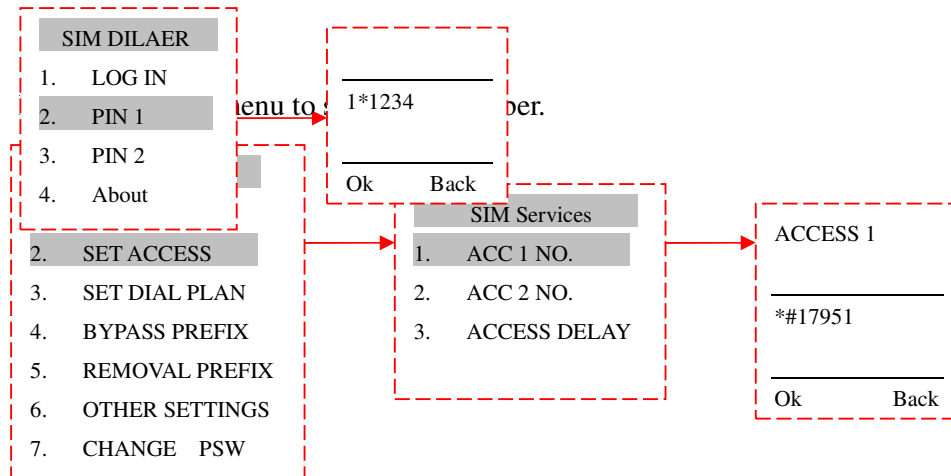 SIM DILAER
1. LOG IN
2. PIN 1
3. PIN 2
4. About
1*1234
Ok Back
enu to
2. SET ACCESS
3. SET DIAL PLAN
4. BYPASS PREFIX
5. REMOVAL PREFIX
6. OTHER SETTINGS
7. CHANGE PSW
SIM Services
1. ACC 1 NO.
2. ACC 2 NO.
3. ACCESS DELAY
ACCESS 1
*#17951
Ok Back